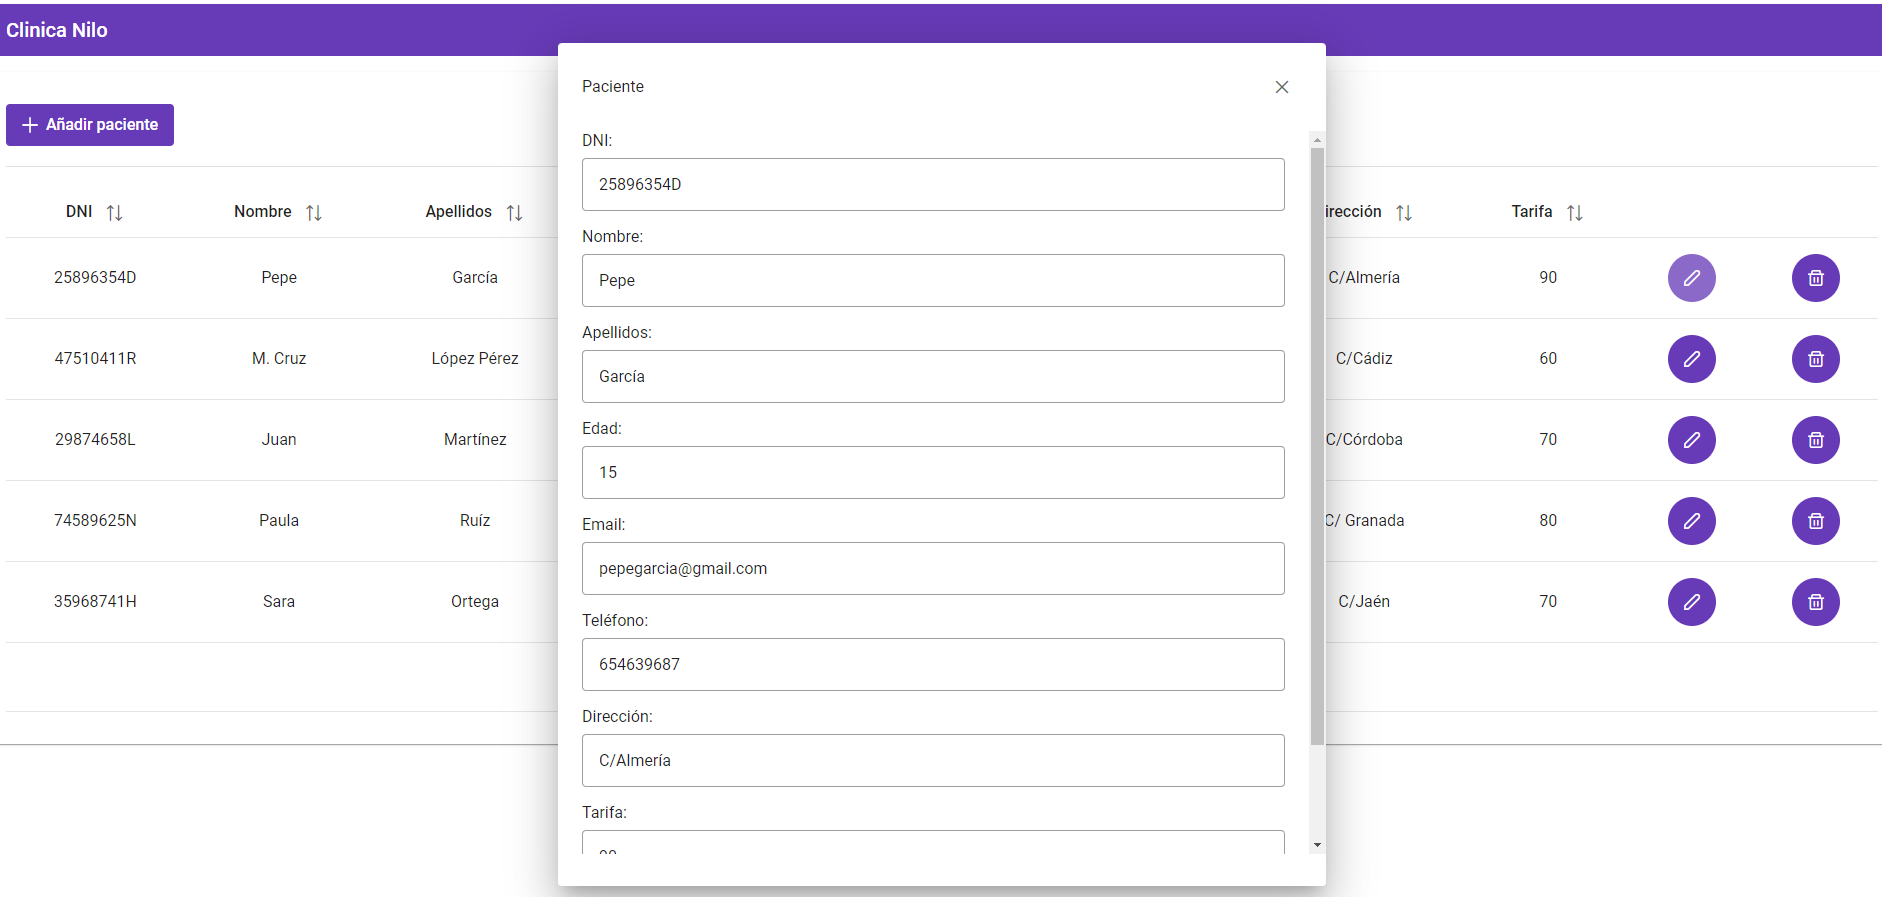 Clinica Nilo
Añadir paciente
DNI Nombre Apellidos irección Tarifa
25896354D Pepe García C/Almería 90
47510411R M. Cruz López Pérez C/Cádiz 60
29874658L Juan Martínez C/Córdoba 70
74589625N Paula Ruíz C/ Granada 80
35968741H Sara Ortega C/Jaén 70
Paciente
DNI:
25896354D
Nombre:
Pepe
Apellidos:
García
Edad:
15
Email:
pepegarcia@gmail.com
Teléfono:
654639687
Dirección:
C/Almería
Tarifa: